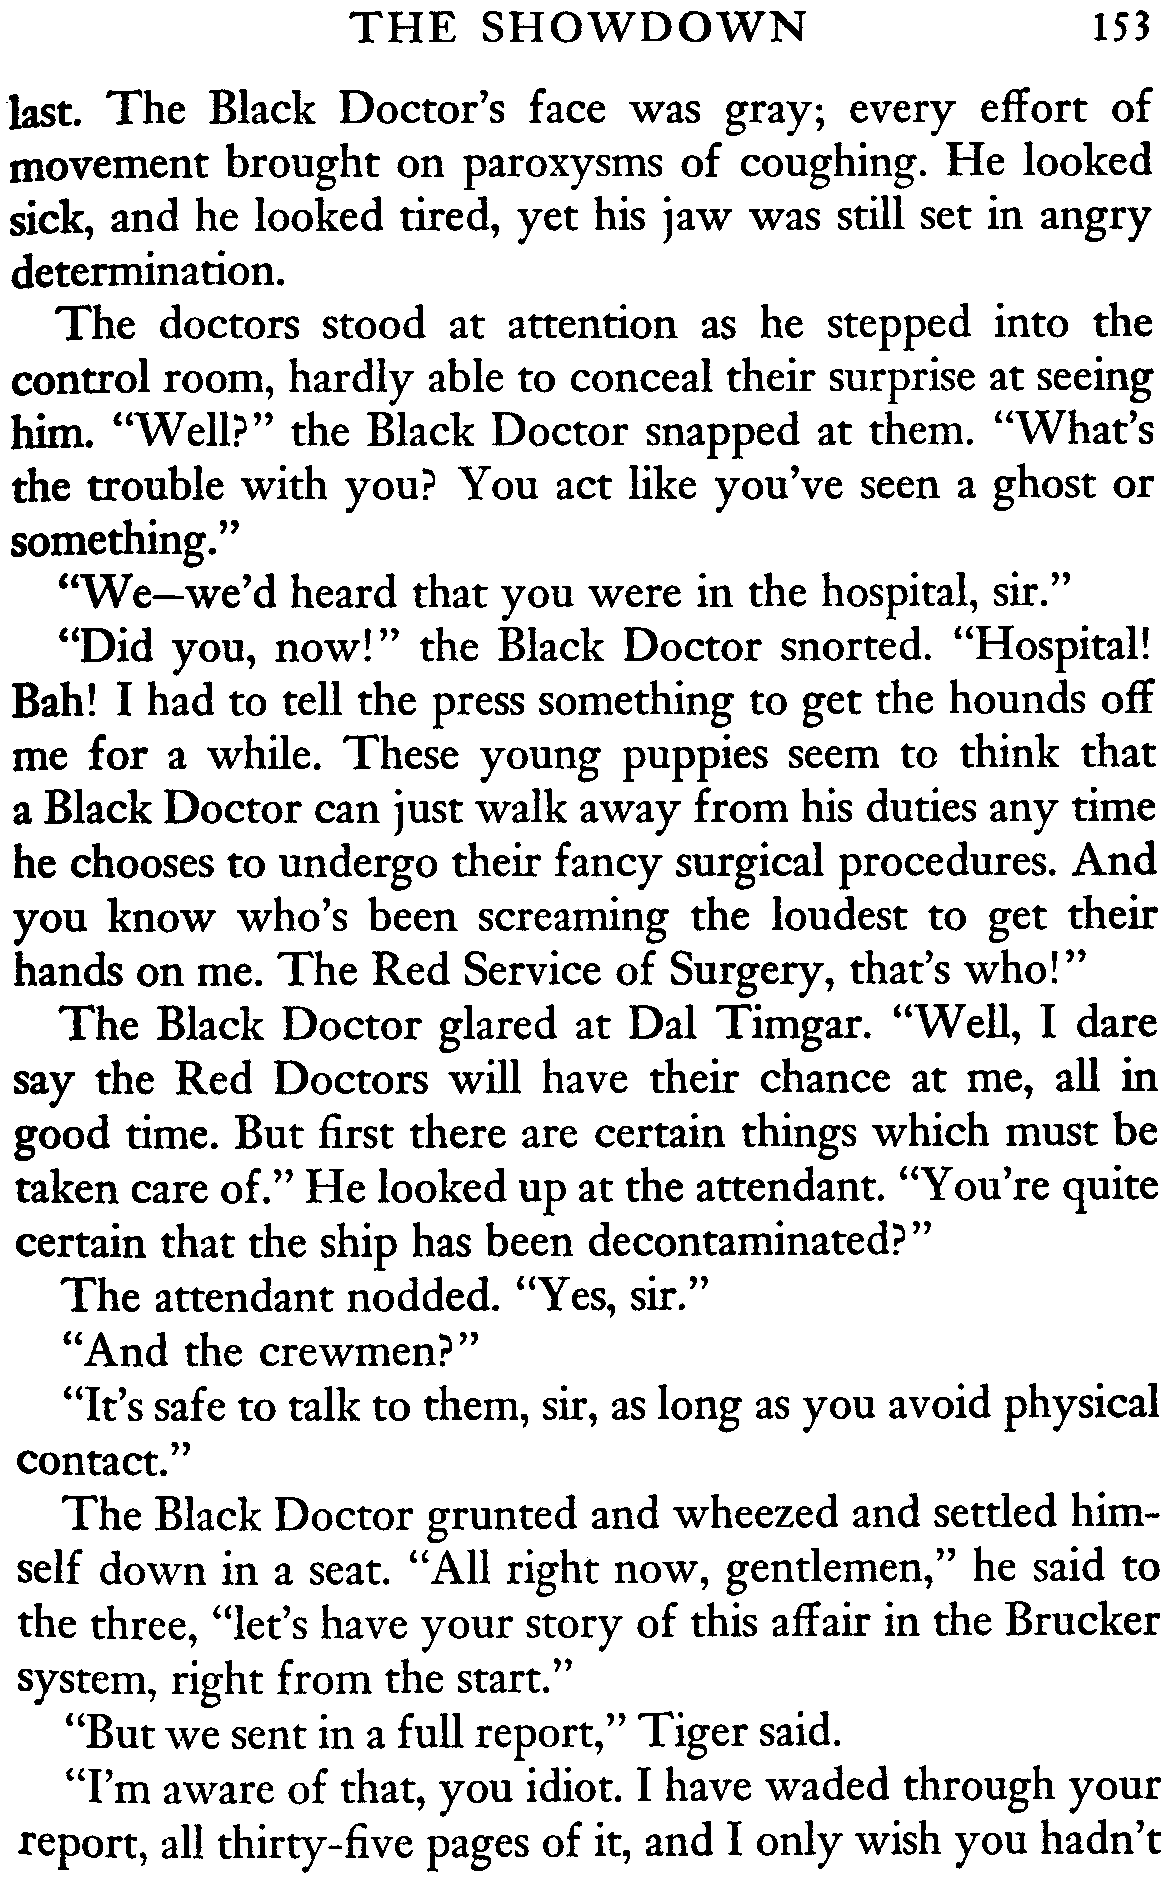 THE SHOWDOWN 153
last. The Black Doctor's face was gray; every effort of
movement brought on paroxysms of coughing. He looked
sick, and he looked tired, yet his jaw was still set in angry
determination.
The doctors stood at attention as he stepped into the
control room, hardly able to conceal their surprise at seeing
him. “Well?” the Black Doctor snapped at them. “What's
the trouble with you? You act like you've seen a ghost or
something.”
“We—we'd heard that you were in the hospital, sir.”
“Did you, now!” the Black Doctor snorted. “Hospital!
Bah! I had to tell the press something to get the hounds off
me for a while. These young puppies seem to think that
a Black Doctor can just walk away from his duties any time
he chooses to undergo their fancy surgical procedures. And
you know who's been screaming the loudest to get their
hands on me. The Red Service of Surgery, that's who!”
The Black Doctor glared at Dal Timgar. “Well, I dare
say the Red Doctors will have their chance at me, all in
good time. But first there are certain things which must be
taken care of.” He looked up at the attendant. “You're quite
certain that the ship has been decontaminated?”
The attendant nodded. “Yes, sir.”
“And the crewmen?”
“It's safe to talk to them, sir, as long as you avoid physical
contact.”
The Black Doctor grunted and wheezed and settled him-
self down in a seat. “All right now, gentlemen,” he said to
the three, “let's have your story of this affair in the Brucker
system, right from the start.”
“But we sent in a full report,” Tiger said.
“I'm aware of that, you idiot. I have waded through your
report, all thirty-five pages of it, and I only wish you hadn't